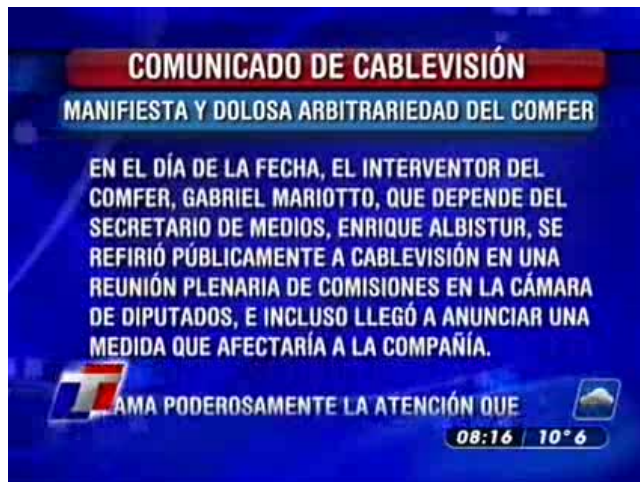 COMUNICADO DE CABLEVISIÓN
MANIFIESTA Y DOLOSA ARBITRARIEDAD DEL COMFER
EN EL DÍA DE LA FECHA, EL INTERVENTOR DEL
COMFER, GABRIEL MARIOTTO, QUE DEPENDE DEL
SECRETARIO DE MEDIOS, ENRIQUE ALBISTUR, SE
REFIRIÓ PÚBLICAMENTE A CABLEVISIÓN EN UNA
REUNIÓN PLENARIA DE COMISIONES EN LA CÁMARA
DE DIPUTADOS, E INCLUSO LLEGÓ A ANUNCIAR UNA
MEDIDA QUE AFECTARÍA A LA COMPAÑÍA.
AMA PODEROSAMENTE LA ATENCIÓN QUE
08:16 10°6